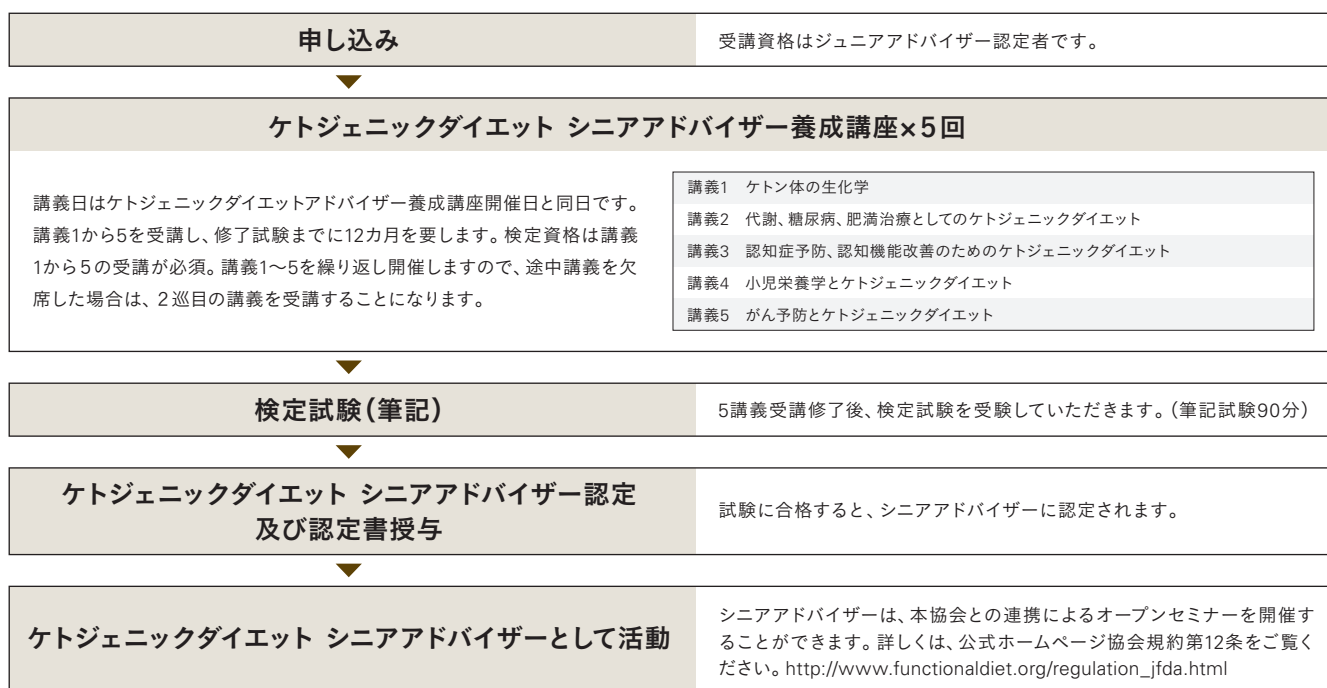 申し込み
受講資格はジュニアアドバイザー認定者です。
ケトジェニックダイエット シニアアドバイザー養成講座×5回
講義日はケトジェニックダイエットアドバイザー養成講座開催日と同日です。
講義1から5を受講し、修了試験までに12カ月を要します。検定資格は講義
1から5の受講が必須。講義1〜5を繰り返し開催しますので、途中講義を欠
席した場合は、2巡目の講義を受講することになります。
講義1 ケトン体の生化学
講義2 代謝、糖尿病、肥満治療としてのケトジェニックダイエット
講義3 認知症予防、認知機能改善のためのケトジェニックダイエット
講義4 小児栄養学とケトジェニックダイエット
講義5 がん予防とケトジェニックダイエット
検定試験(筆記)
5講義受講修了後、検定試験を受験していただきます。(筆記試験90分)
ケトジェニックダイエット シニアアドバイザー認定
及び認定書授与
試験に合格すると、シニアアドバイザーに認定されます。
ケトジェニックダイエット シニアアドバイザーとして活動
シニアアドバイザーは、本協会との連携によるオープンセミナーを開催す
ることができます。詳しくは、公式ホームページ協会規約第12条をご覧く
ださい。http://www.functionaldiet.org/regulation_jfda.html